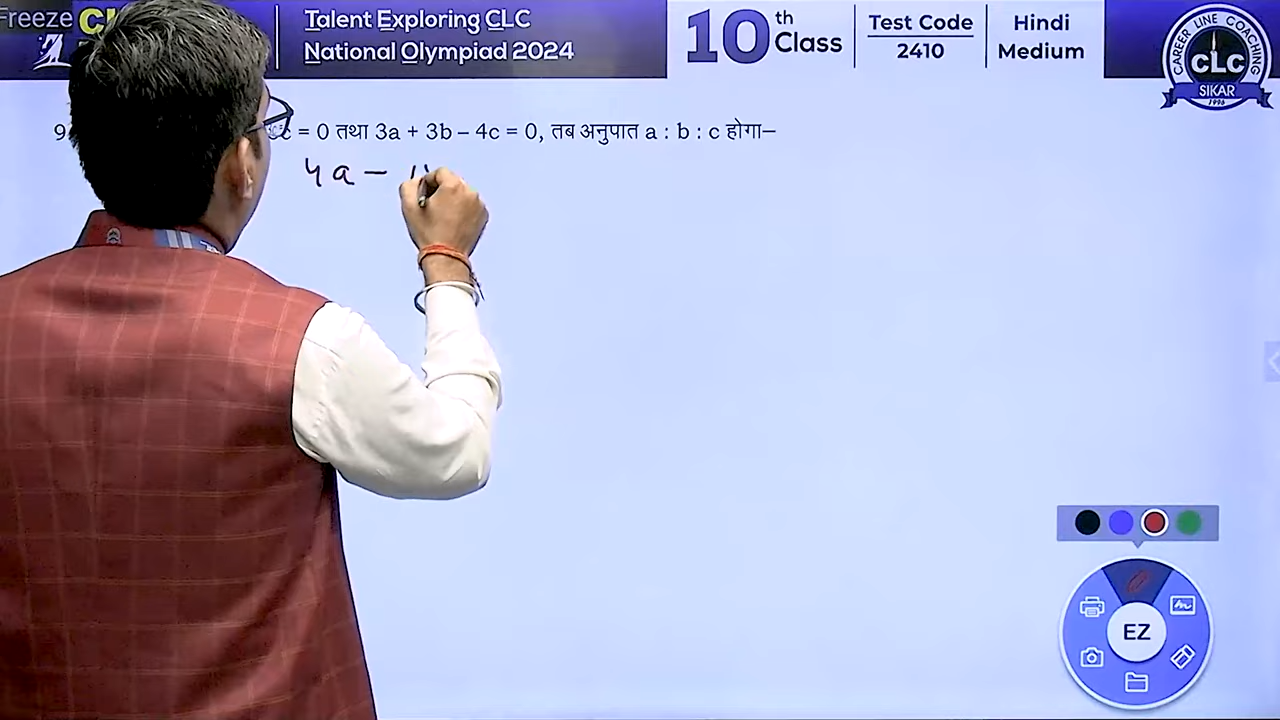 Freeze
Talent Exploring CLC
National Olympiad 2024
10th Class
Test Code
2410
Hindi
Medium
CAREER LINE COACHING
CLC
SIKAR
1996
c = 0 तथा 3a + 3b – 4c = 0, तब अनुपात a : b : c होगा–
4a –
EZ